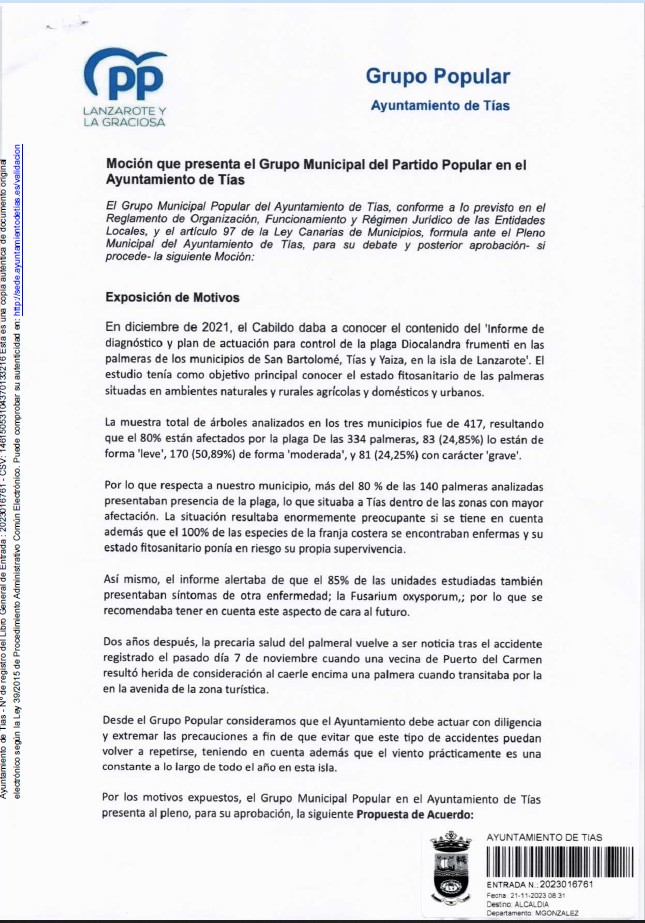 PP
LANZAROTE Y
LA GRACIOSA
Grupo Popular
Ayuntamiento de Tías
Moción que presenta el Grupo Municipal del Partido Popular en el
Ayuntamiento de Tías
El Grupo Municipal Popular del Ayuntamiento de Tías, conforme a lo previsto en el
Reglamento de Organización, Funcionamiento y Régimen Jurídico de las Entidades
Locales, y el artículo 97 de la Ley Canarias de Municipios, formula ante el Pleno
Municipal del Ayuntamiento de Tías, para su debate y posterior aprobación- si
procede- la siguiente Moción:
Exposición de Motivos
En diciembre de 2021, el Cabildo daba a conocer el contenido del 'Informe de
diagnóstico y plan de actuación para control de la plaga Diocalandra frumenti en las
palmeras de los municipios de San Bartolomé, Tías y Yaiza, en la isla de Lanzarote'. El
estudio tenía como objetivo principal conocer el estado fitosanitario de las palmeras
situadas en ambientes naturales y rurales agrícolas y domésticos y urbanos.
La muestra total de árboles analizados en los tres municipios fue de 417, resultando
que el 80% están afectados por la plaga De las 334 palmeras, 83 (24,85%) lo están de
forma 'leve', 170 (50,89%) de forma 'moderada', y 81 (24,25%) con carácter 'grave'.
Por lo que respecta a nuestro municipio, más del 80 % de las 140 palmeras analizadas
presentaban presencia de la plaga, lo que situaba a Tías dentro de las zonas con mayor
afectación. La situación resultaba enormemente preocupante si se tiene en cuenta
además que el 100% de las especies de la franja costera se encontraban enfermas y su
estado fitosanitario ponía en riesgo su propia supervivencia.
Así mismo, el informe alertaba de que el 85% de las unidades estudiadas también
presentaban síntomas de otra enfermedad; la Fusarium oxysporum,; por lo que se
recomendaba tener en cuenta este aspecto de cara al futuro.
Dos años después, la precaria salud del palmeral vuelve a ser noticia tras el accidente
registrado el pasado día 7 de noviembre cuando una vecina de Puerto del Carmen
resultó herida de consideración al caerle encima una palmera cuando transitaba por la
en la avenida de la zona turística.
Desde el Grupo Popular consideramos que el Ayuntamiento debe actuar con diligencia
y extremar las precauciones a fin de que evitar que este tipo de accidentes puedan
volver a repetirse, teniendo en cuenta además que el viento prácticamente es una
constante a lo largo de todo el año en esta isla.
Por los motivos expuestos, el Grupo Municipal Popular en el Ayuntamiento de Tías
presenta al pleno, para su aprobación, la siguiente Propuesta de Acuerdo:
AYUNTAMIENTO DE TIAS
ENTRADA N.: 2023016761
Fecha: 21-11-2023 08:31
Destino: ALCALDIA
Departamento: MGONZALEZ
Ayuntamiento de Tías - Nº de registro del Libro General de Entrada : 2023016761 - CSV: 14615053104370133216 Esta es una copia auténtica de documento original
electrónico según la Ley 39/2015 de Procedimiento Administrativo Común Electrónico. Puede comprobar su autenticidad en: http://sede.ayuntamientodetias.es/validacion